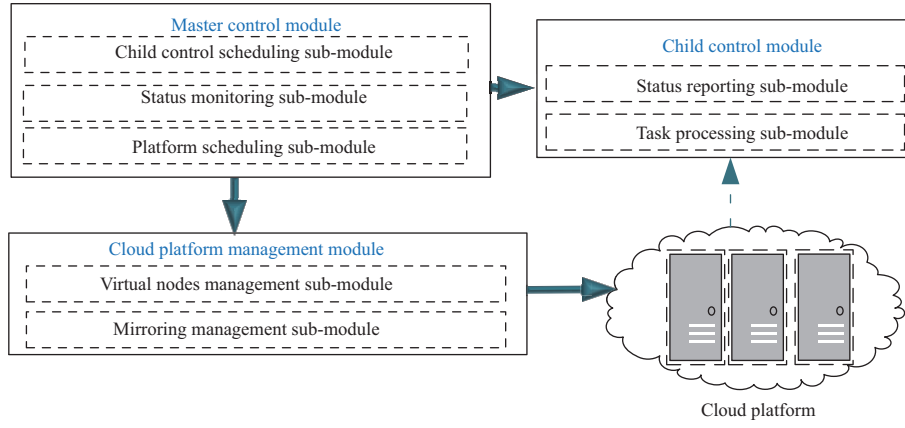 Master control module
Child control scheduling sub-module
Status monitoring sub-module
Platform scheduling sub-module
Child control module
Status reporting sub-module
Task processing sub-module
Cloud platform management module
Virtual nodes management sub-module
Mirroring management sub-module
Cloud platform